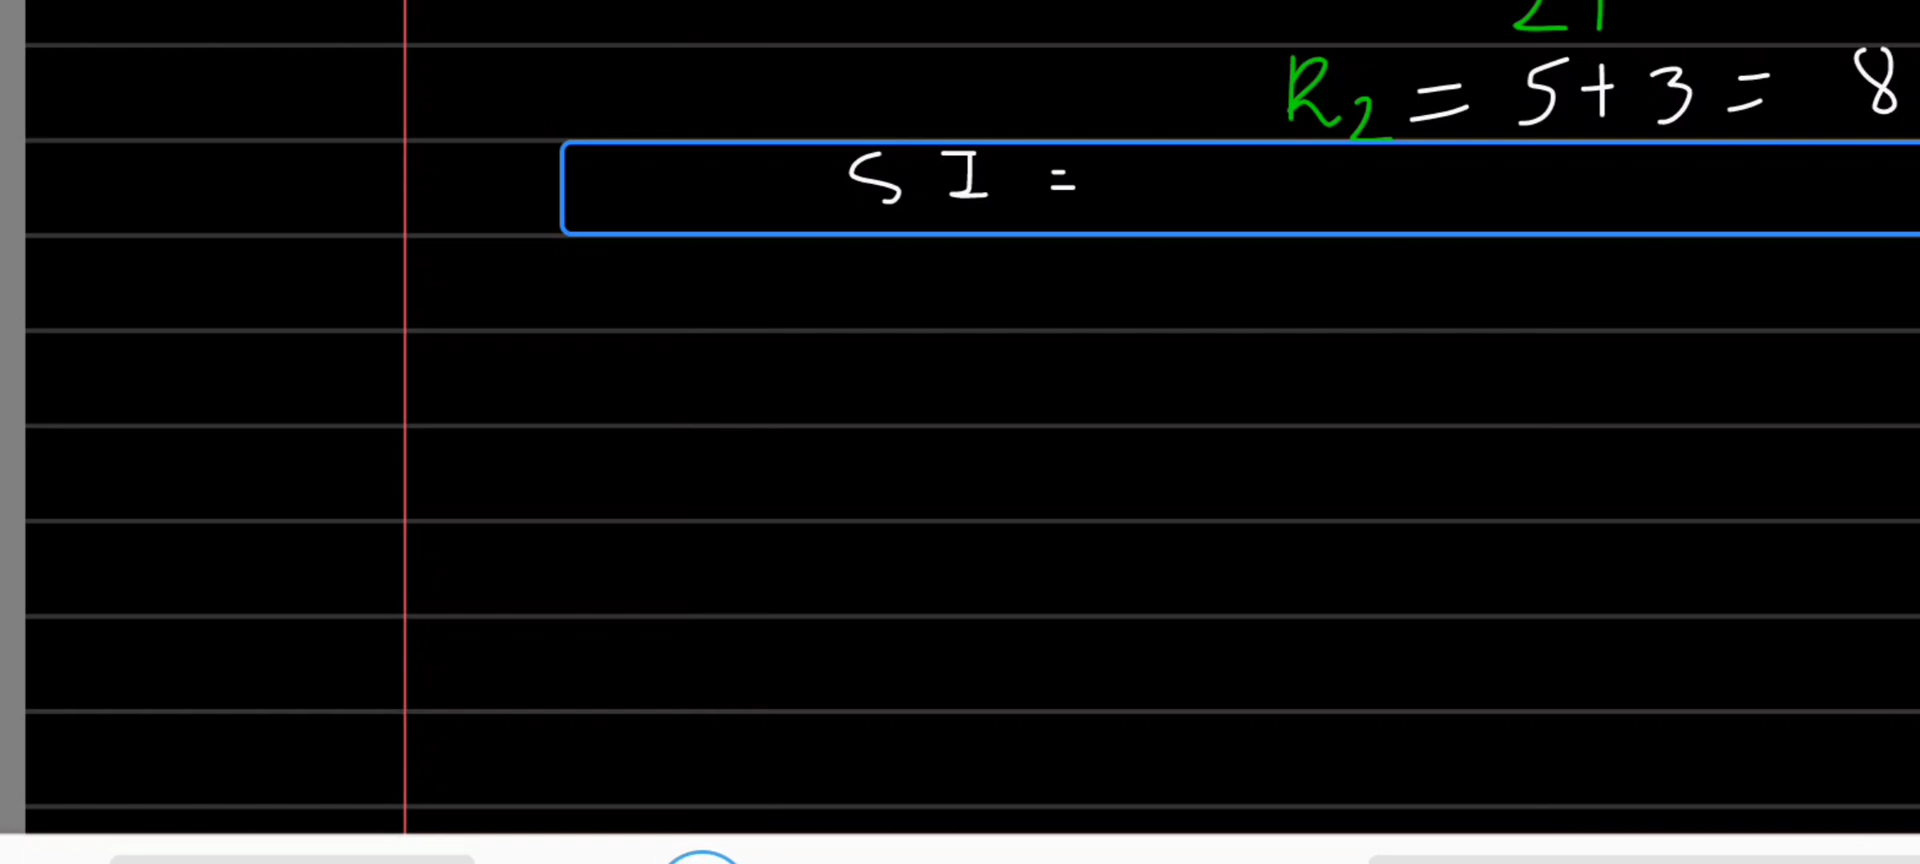 R₂ = 5 + 3 = 8
S I =